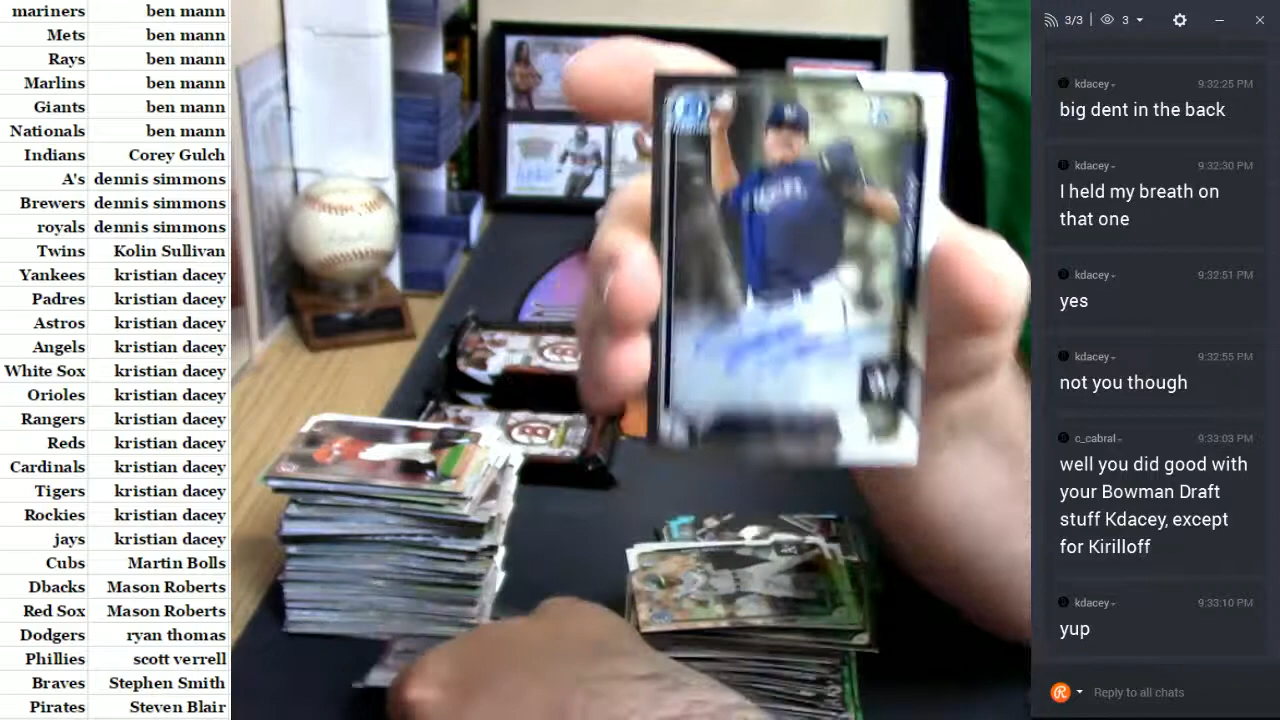 mariners ben mann
Mets ben mann
Rays ben mann
Marlins ben mann
Giants ben mann
Nationals ben mann
Indians Corey Gulch
A's dennis simmons
Brewers dennis simmons
royals dennis simmons
Twins Kolin Sullivan
Yankees kristian dacey
Padres kristian dacey
Astros kristian dacey
Angels kristian dacey
White Sox kristian dacey
Orioles kristian dacey
Rangers kristian dacey
Reds kristian dacey
Cardinals kristian dacey
Tigers kristian dacey
Rockies kristian dacey
jays kristian dacey
Cubs Martin Bolls
Dbacks Mason Roberts
Red Sox Mason Roberts
Dodgers ryan thomas
Phillies scott verrell
Braves Stephen Smith
Pirates Steven Blair
3/3 | 3
kdacey 9:32:25 PM
big dent in the back
kdacey 9:32:30 PM
I held my breath on
that one
kdacey 9:32:51 PM
yes
kdacey 9:32:55 PM
not you though
c_cabral 9:33:03 PM
well you did good with
your Bowman Draft
stuff Kdacey, except
for Kirilloff
kdacey 9:33:10 PM
yup
Reply to all chats